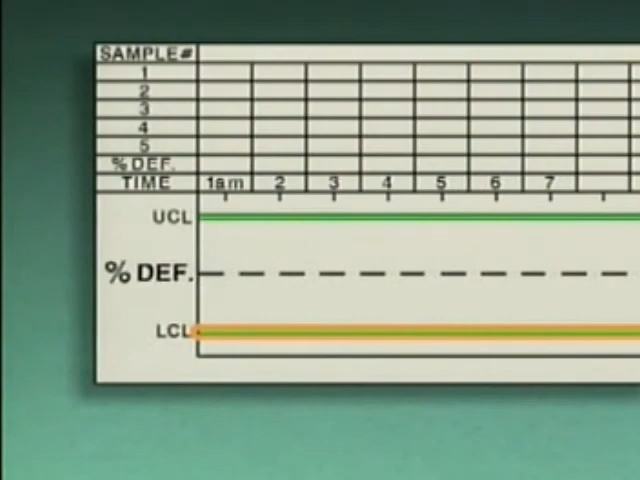 SAMPLE#
1
2
3
4
5
% DEF.
TIME 1am 2 3 4 5 6 7
UCL
% DEF.
LCL